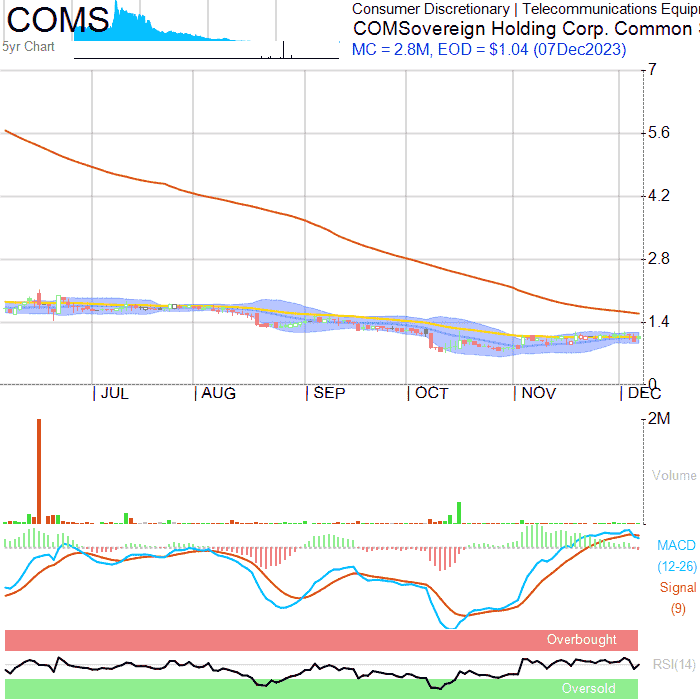 COMS
5yr Chart
Consumer Discretionary | Telecommunications Equip
COMSovereign Holding Corp. Common
MC = 2.8M, EOD = $1.04 (07Dec2023)
7
5.6
4.2
2.8
1.4
0
JUL AUG SEP OCT NOV DEC
2M
Volume
MACD
(12-26)
Signal
(9)
Overbought
RSI(14)
Oversold